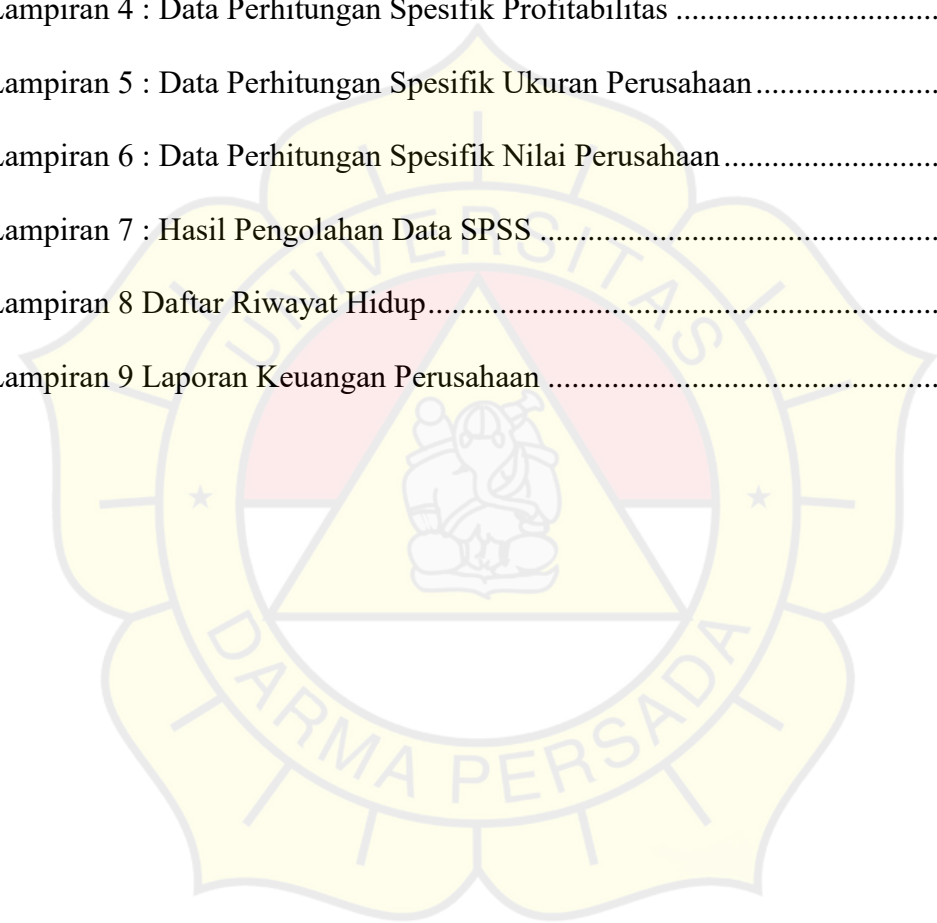 Lampiran 4 : Data Perhitungan Spesifik Profitabilitas ......................
Lampiran 5 : Data Perhitungan Spesifik Ukuran Perusahaan ......................
Lampiran 6 : Data Perhitungan Spesifik Nilai Perusahaan ......................
Lampiran 7 : Hasil Pengolahan Data SPSS ......................
Lampiran 8 Daftar Riwayat Hidup ......................
Lampiran 9 Laporan Keuangan Perusahaan ......................
UNIVERSITAS
DARMA PERSADA